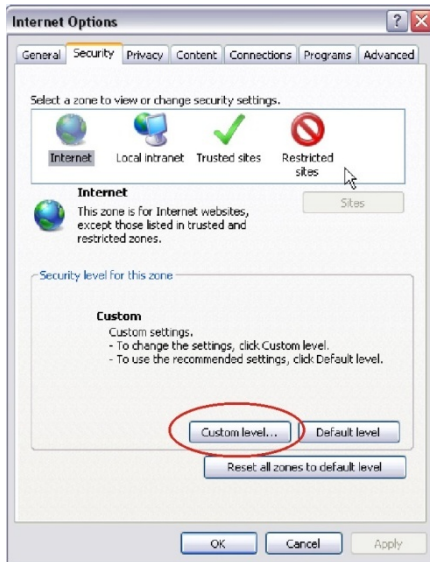 Internet Options
General Security Privacy Content Connections Programs Advanced
Select a zone to view or change security settings.
Internet Local intranet Trusted sites Restricted sites
Internet
Sites
This zone is for Internet websites,
except those listed in trusted and
restricted zones.
Security level for this zone
Custom
Custom settings.
- To change the settings, click Custom level.
- To use the recommended settings, click Default level.
Custom level... Default level
Reset all zones to default level
OK Cancel Apply